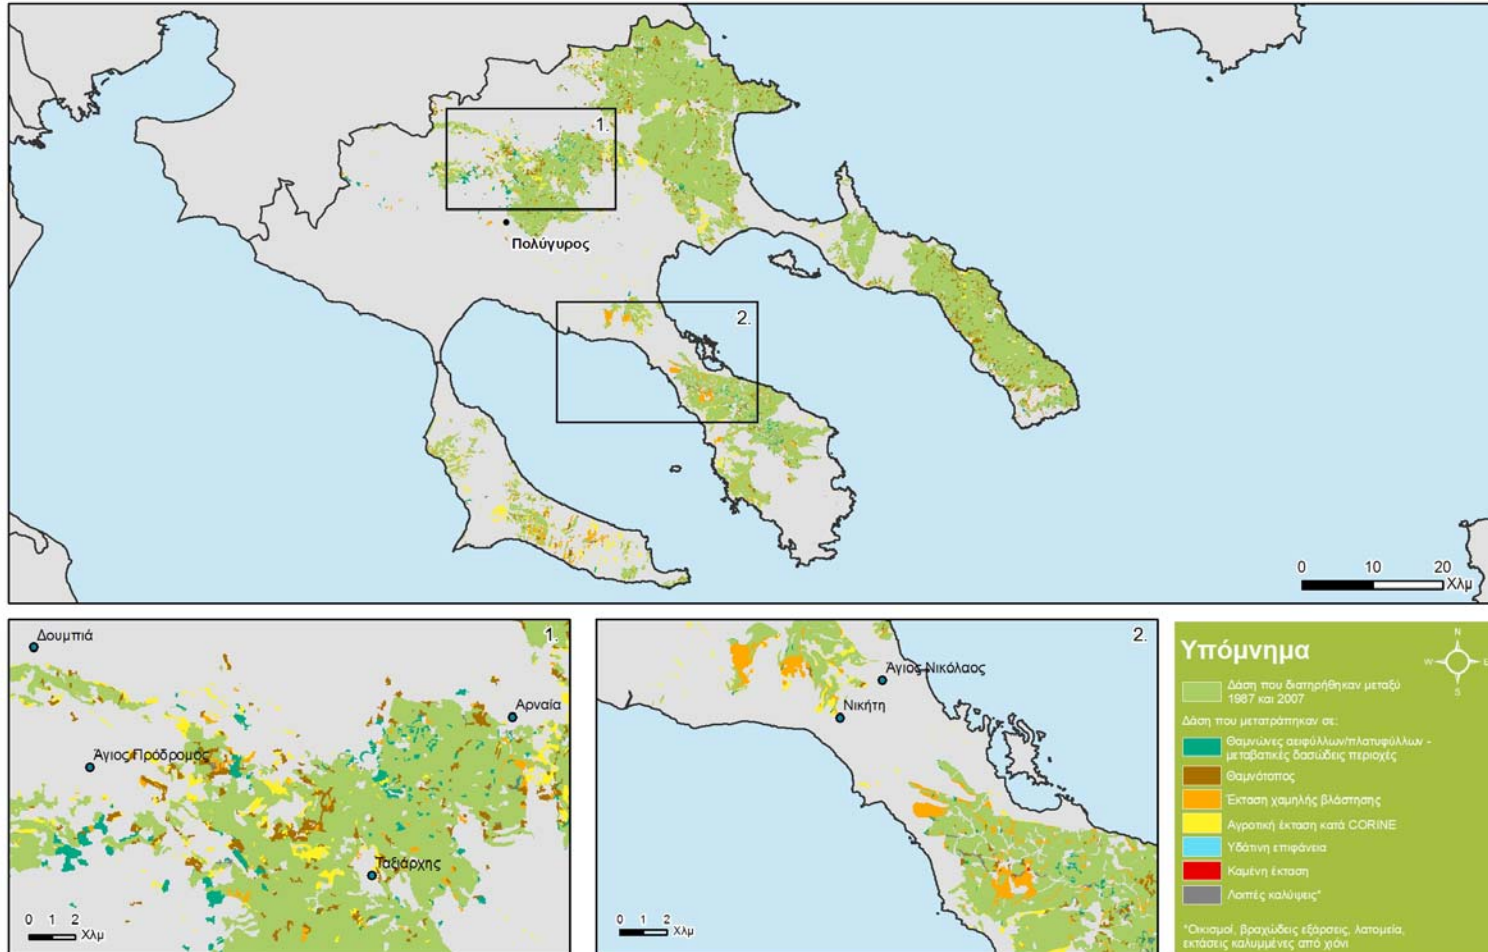 1.
Πολύγυρος
2.
0 10 20
Χλμ
Δουμπιά
1.
Αρναία
Άγιος Πρόδρομος
Ταξιάρχης
0 1 2
Χλμ
2.
Άγιος Νικόλαος
Νικήτη
0 1 2
Χλμ
Υπόμνημα
N
W E
S
Δάση που διατηρήθηκαν μεταξύ
1987 και 2007
Δάση που μετατράπηκαν σε:
Θαμνώνες αειφύλλων/πλατυφύλλων -
μεταβατικές δασώδεις περιοχές
Θαμνότοπος
Έκταση χαμηλής βλάστησης
Αγροτική έκταση κατά CORINE
Υδάτινη επιφάνεια
Καμένη έκταση
Λοιπές καλύψεις*
*Οικισμοί, βραχώδεις εξάρσεις, λατομεία,
εκτάσεις καλυμμένες από χιόνι